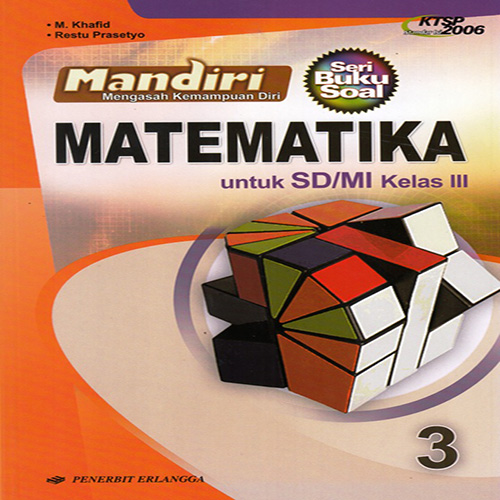 • M. Khafid
• Restu Prasetyo
KTSP
2006
Mandiri
Mengasah Kemampuan Diri
Seri
Buku
Soal
MATEMATIKA
untuk SD/MI Kelas III
3
PENERBIT ERLANGGA